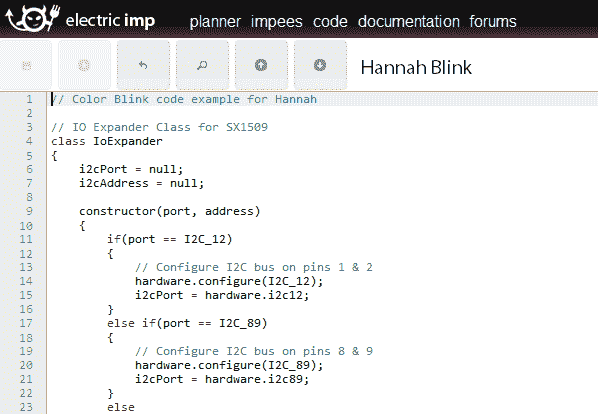 electric imp planner impees code documentation forums
Hannah Blink
1 // Color Blink code example for Hannah
2
3 // IO Expander Class for SX1509
4 class IoExpander
5 {
6 i2cPort = null;
7 i2cAddress = null;
8
9 constructor(port, address)
10 {
11 if(port == I2C_12)
12 {
13 // Configure I2C bus on pins 1 & 2
14 hardware.configure(I2C_12);
15 i2cPort = hardware.i2c12;
16 }
17 else if(port == I2C_89)
18 {
19 // Configure I2C bus on pins 8 & 9
20 hardware.configure(I2C_89);
21 i2cPort = hardware.i2c89;
22 }
23 else